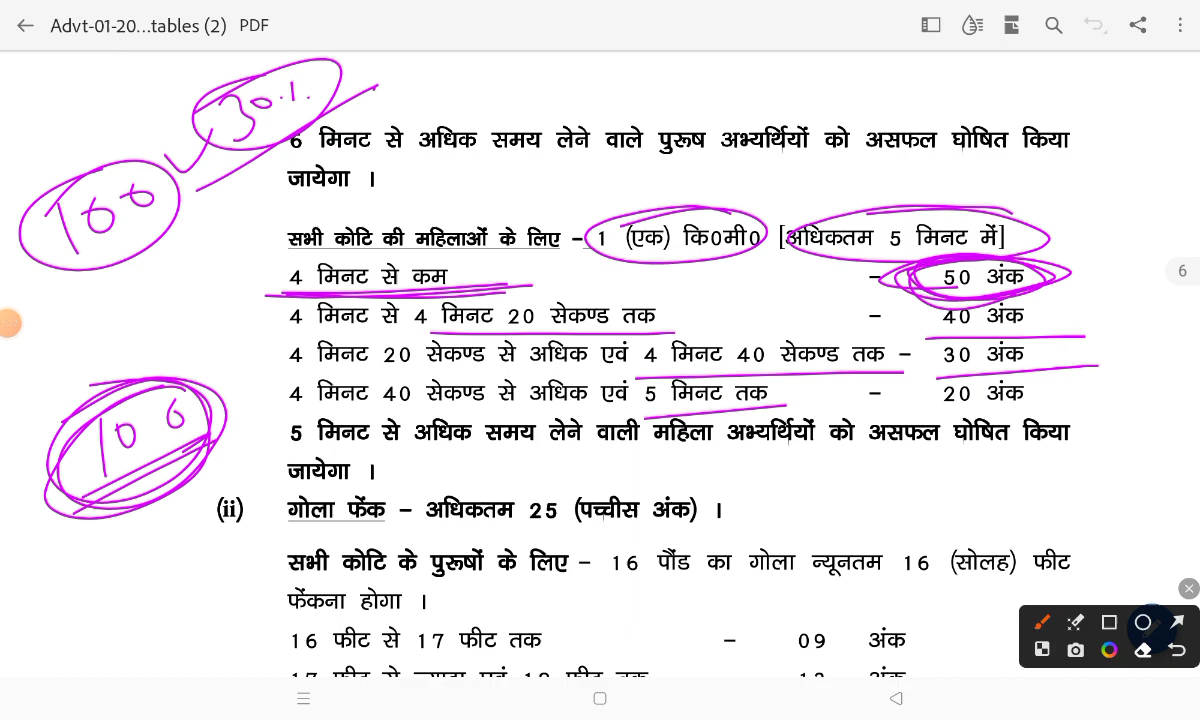 Advt-01-20...tables (2) PDF
30.1.
6 मिनट से अधिक समय लेने वाले पुरूष अभ्यर्थियों को असफल घोषित किया
जायेगा ।
100
सभी कोटि की महिलाओं के लिए – 1 (एक) कि0मी0 [अधिकतम 5 मिनट में]
4 मिनट से कम – 50 अंक
6
4 मिनट से 4 मिनट 20 सेकण्ड तक – 40 अंक
4 मिनट 20 सेकण्ड से अधिक एवं 4 मिनट 40 सेकण्ड तक – 30 अंक
4 मिनट 40 सेकण्ड से अधिक एवं 5 मिनट तक – 20 अंक
100
5 मिनट से अधिक समय लेने वाली महिला अभ्यर्थियों को असफल घोषित किया
जायेगा ।
(ii) गोला फेंक – अधिकतम 25 (पच्चीस अंक) ।
सभी कोटि के पुरूषों के लिए – 16 पौंड का गोला न्यूनतम 16 (सोलह) फीट
फेंकना होगा ।
16 फीट से 17 फीट तक – 09 अंक